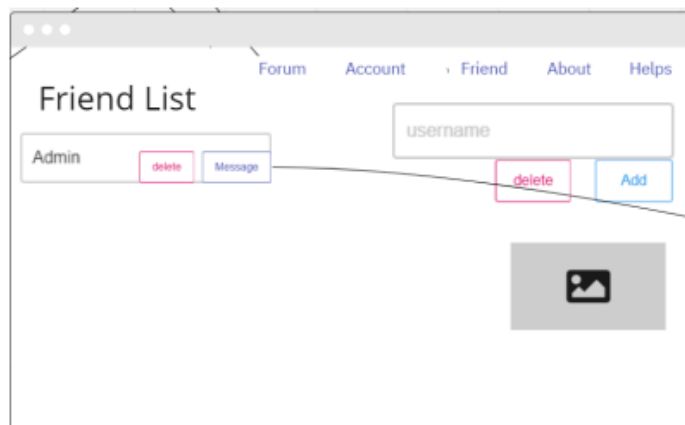 Forum Account Friend About Helps
Friend List
username
Admin delete Message
delete Add